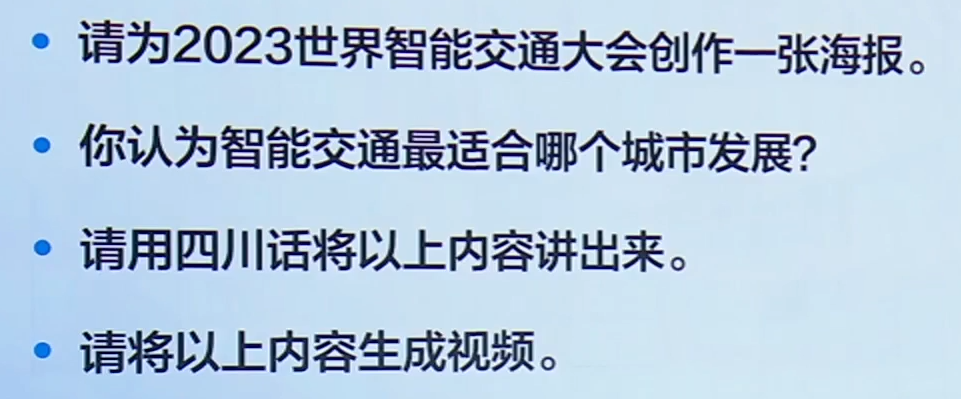 • 请为2023世界智能交通大会创作一张海报。
• 你认为智能交通最适合哪个城市发展?
• 请用四川话将以上内容讲出来。
• 请将以上内容生成视频。